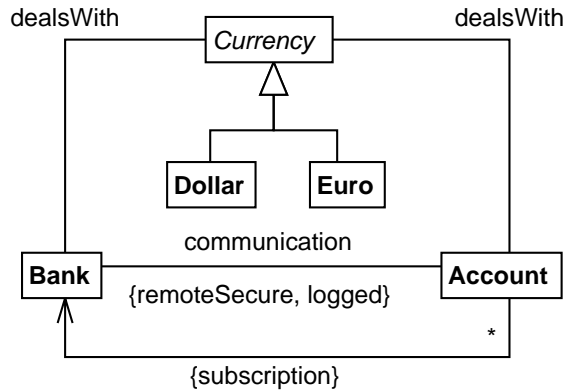 dealsWith
dealsWith
Currency
Dollar
Euro
communication
Bank
Account
{remoteSecure, logged}
*
{subscription}